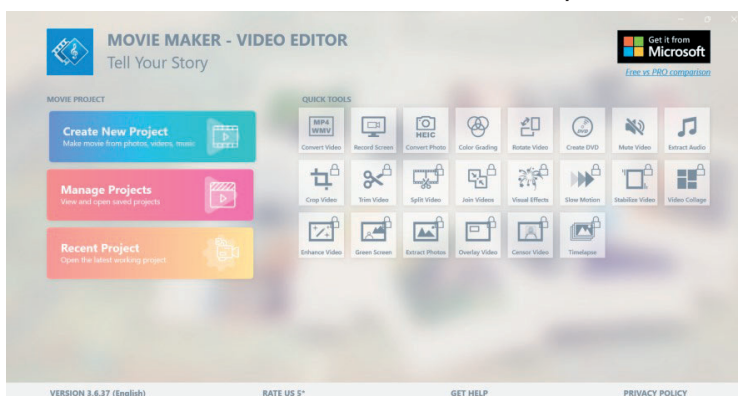 MOVIE MAKER - VIDEO EDITOR
Tell Your Story
Get it from
Microsoft
Free vs PRO comparison
MOVIE PROJECT
Create New Project
Make movie from photos, videos, music
Manage Projects
View and open saved projects
Recent Project
Open the latest working project
QUICK TOOLS
MP4
WMV
HEIC
DVD
Convert Video Record Screen Convert Photo Color Grading Rotate Video Create DVD Mute Video Extract Audio
Crop Video Trim Video Split Video Join Videos Visual Effects Slow Motion Stabilize Video Video Collage
Enhance Video Green Screen Extract Photos Overlay Video Censor Video Timelapse
VERSION 3.6.37 (English) RATE US 5* GET HELP PRIVACY POLICY